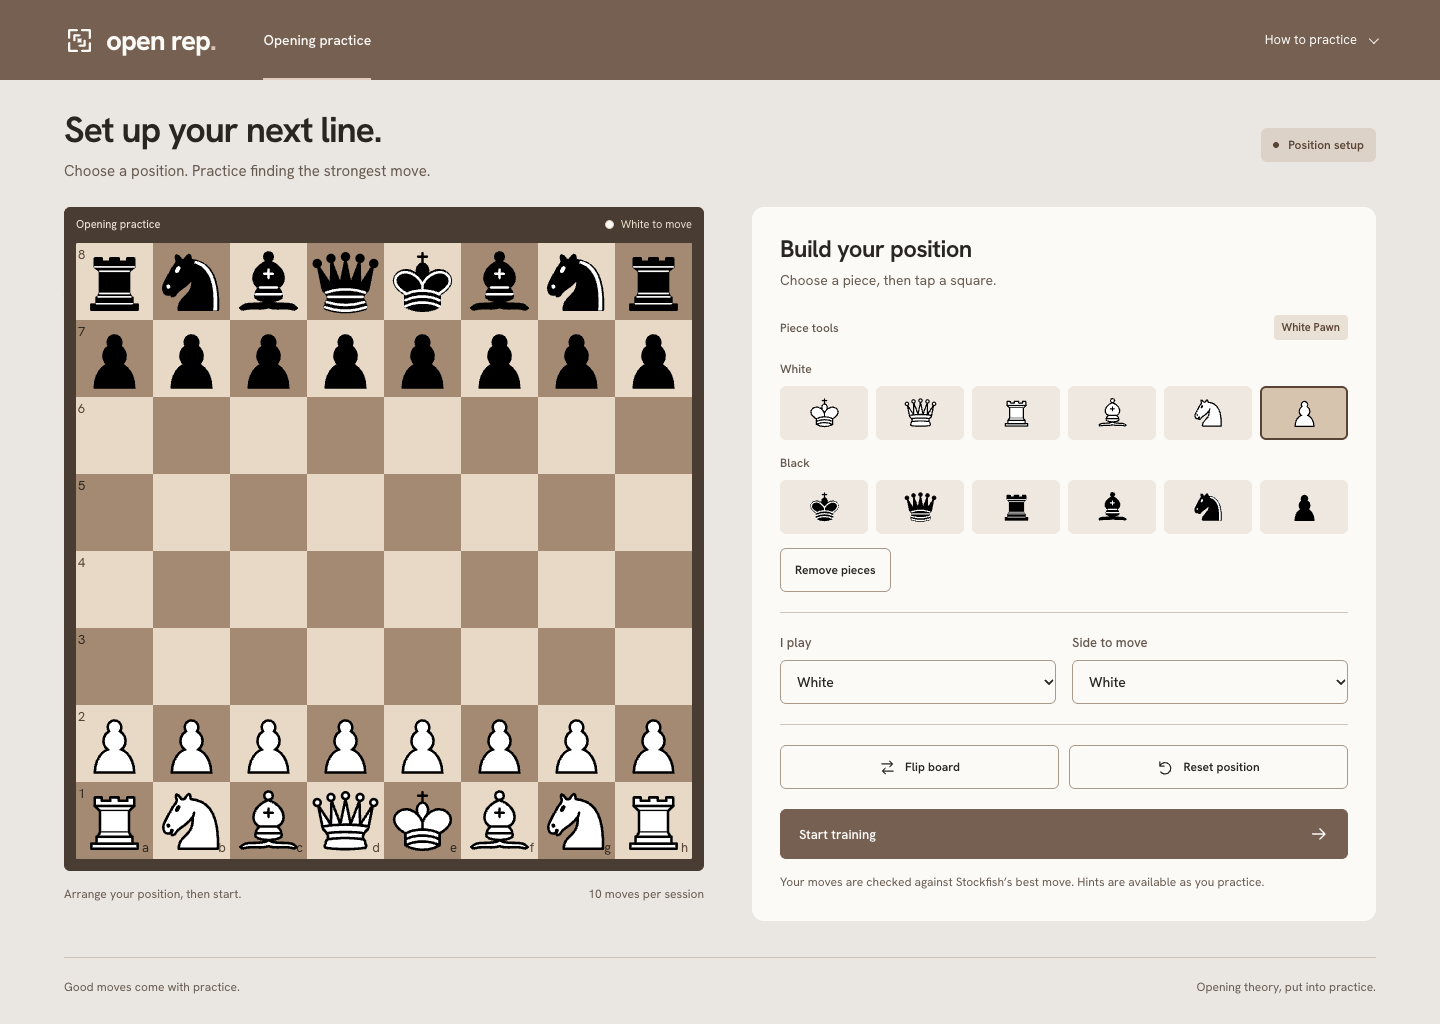 open rep.
Opening practice
How to practice
Set up your next line.
Choose a position. Practice finding the strongest move.
Position setup
Opening practice
White to move
8
7
6
5
4
3
2
1
a
b
c
d
e
f
g
h
Arrange your position, then start.
10 moves per session
Build your position
Choose a piece, then tap a square.
Piece tools
White Pawn
White
Black
Remove pieces
I play
Side to move
White
White
Flip board
Reset position
Start training
Your moves are checked against Stockfish’s best move. Hints are available as you practice.
Good moves come with practice.
Opening theory, put into practice.